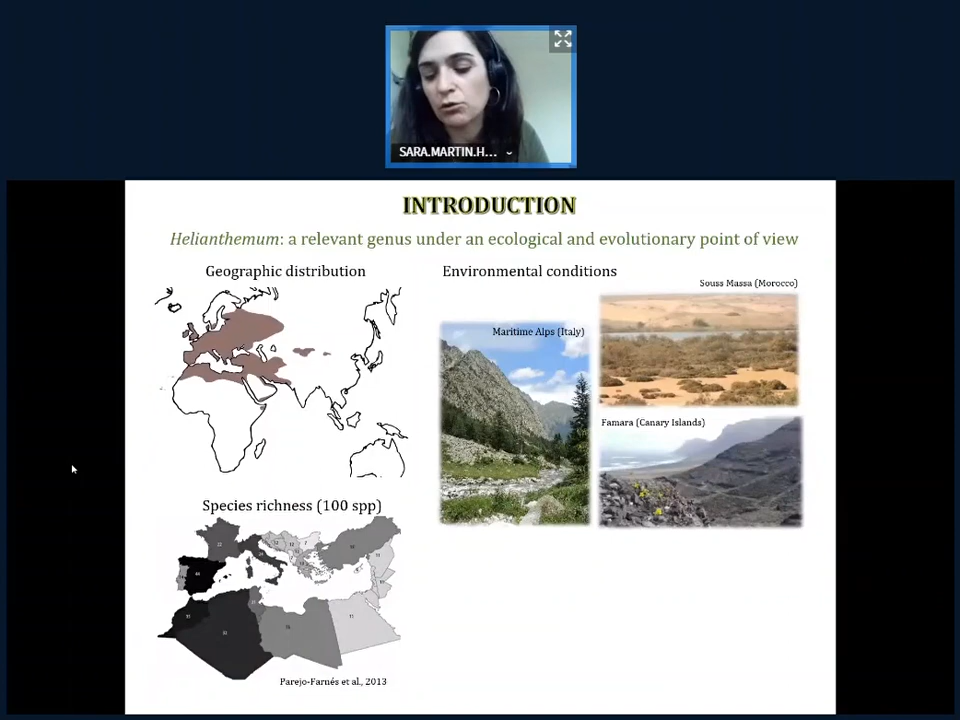 SARA.MARTIN.H...
INTRODUCTION
Helianthemum: a relevant genus under an ecological and evolutionary point of view
Geographic distribution
Environmental conditions
Souss Massa (Morocco)
Maritime Alps (Italy)
Famara (Canary Islands)
Species richness (100 spp)
Parejo-Farnés et al., 2013